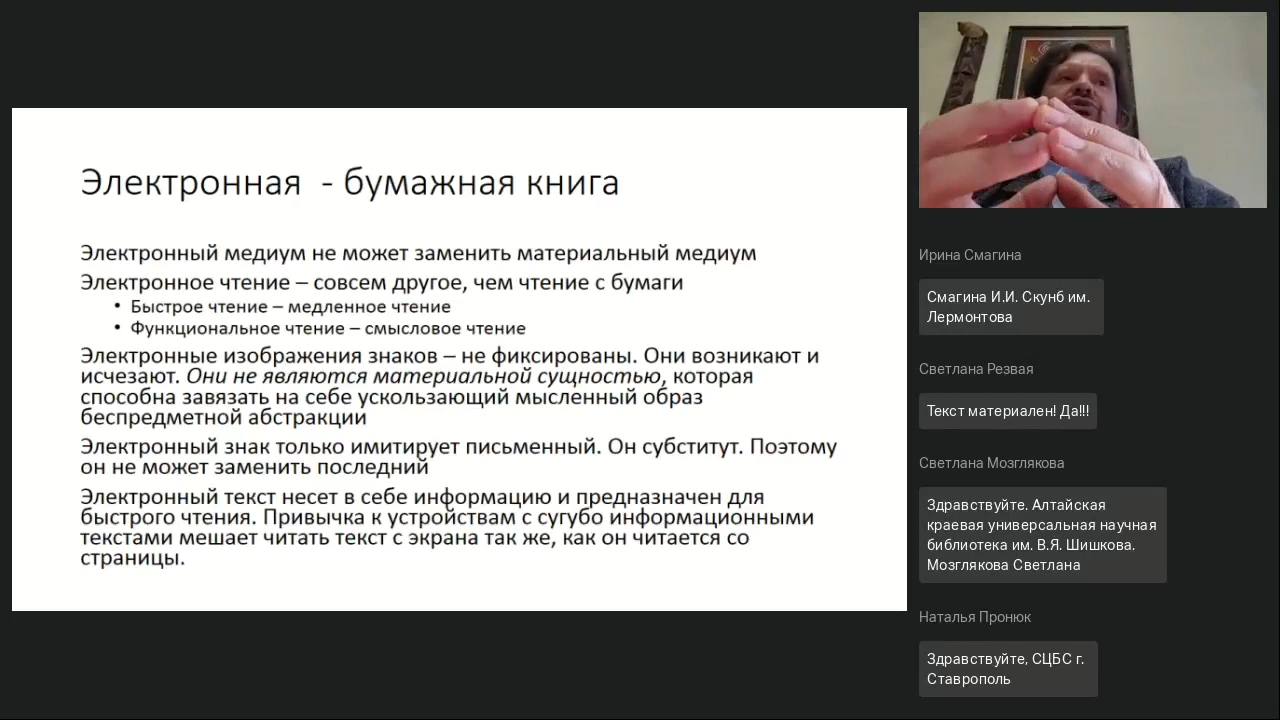 Электронная - бумажная книга
Электронный медиум не может заменить материальный медиум
Электронное чтение – совсем другое, чем чтение с бумаги
• Быстрое чтение – медленное чтение
• Функциональное чтение – смысловое чтение
Электронные изображения знаков – не фиксированы. Они возникают и
исчезают. Они не являются материальной сущностью, которая
способна завязать на себе ускользающий мысленный образ
беспредметной абстракции
Электронный знак только имитирует письменный. Он субститут. Поэтому
он не может заменить последний
Электронный текст несет в себе информацию и предназначен для
быстрого чтения. Привычка к устройствам с сугубо информационными
текстами мешает читать текст с экрана так же, как он читается со
страницы.
Ирина Смагина
Смагина И.И. Скунб им.
Лермонтова
Светлана Резвая
Текст материален! Да!!!
Светлана Мозглякова
Здравствуйте. Алтайская
краевая универсальная научная
библиотека им. В.Я. Шишкова.
Мозглякова Светлана
Наталья Пронюк
Здравствуйте, СЦБС г.
Ставрополь